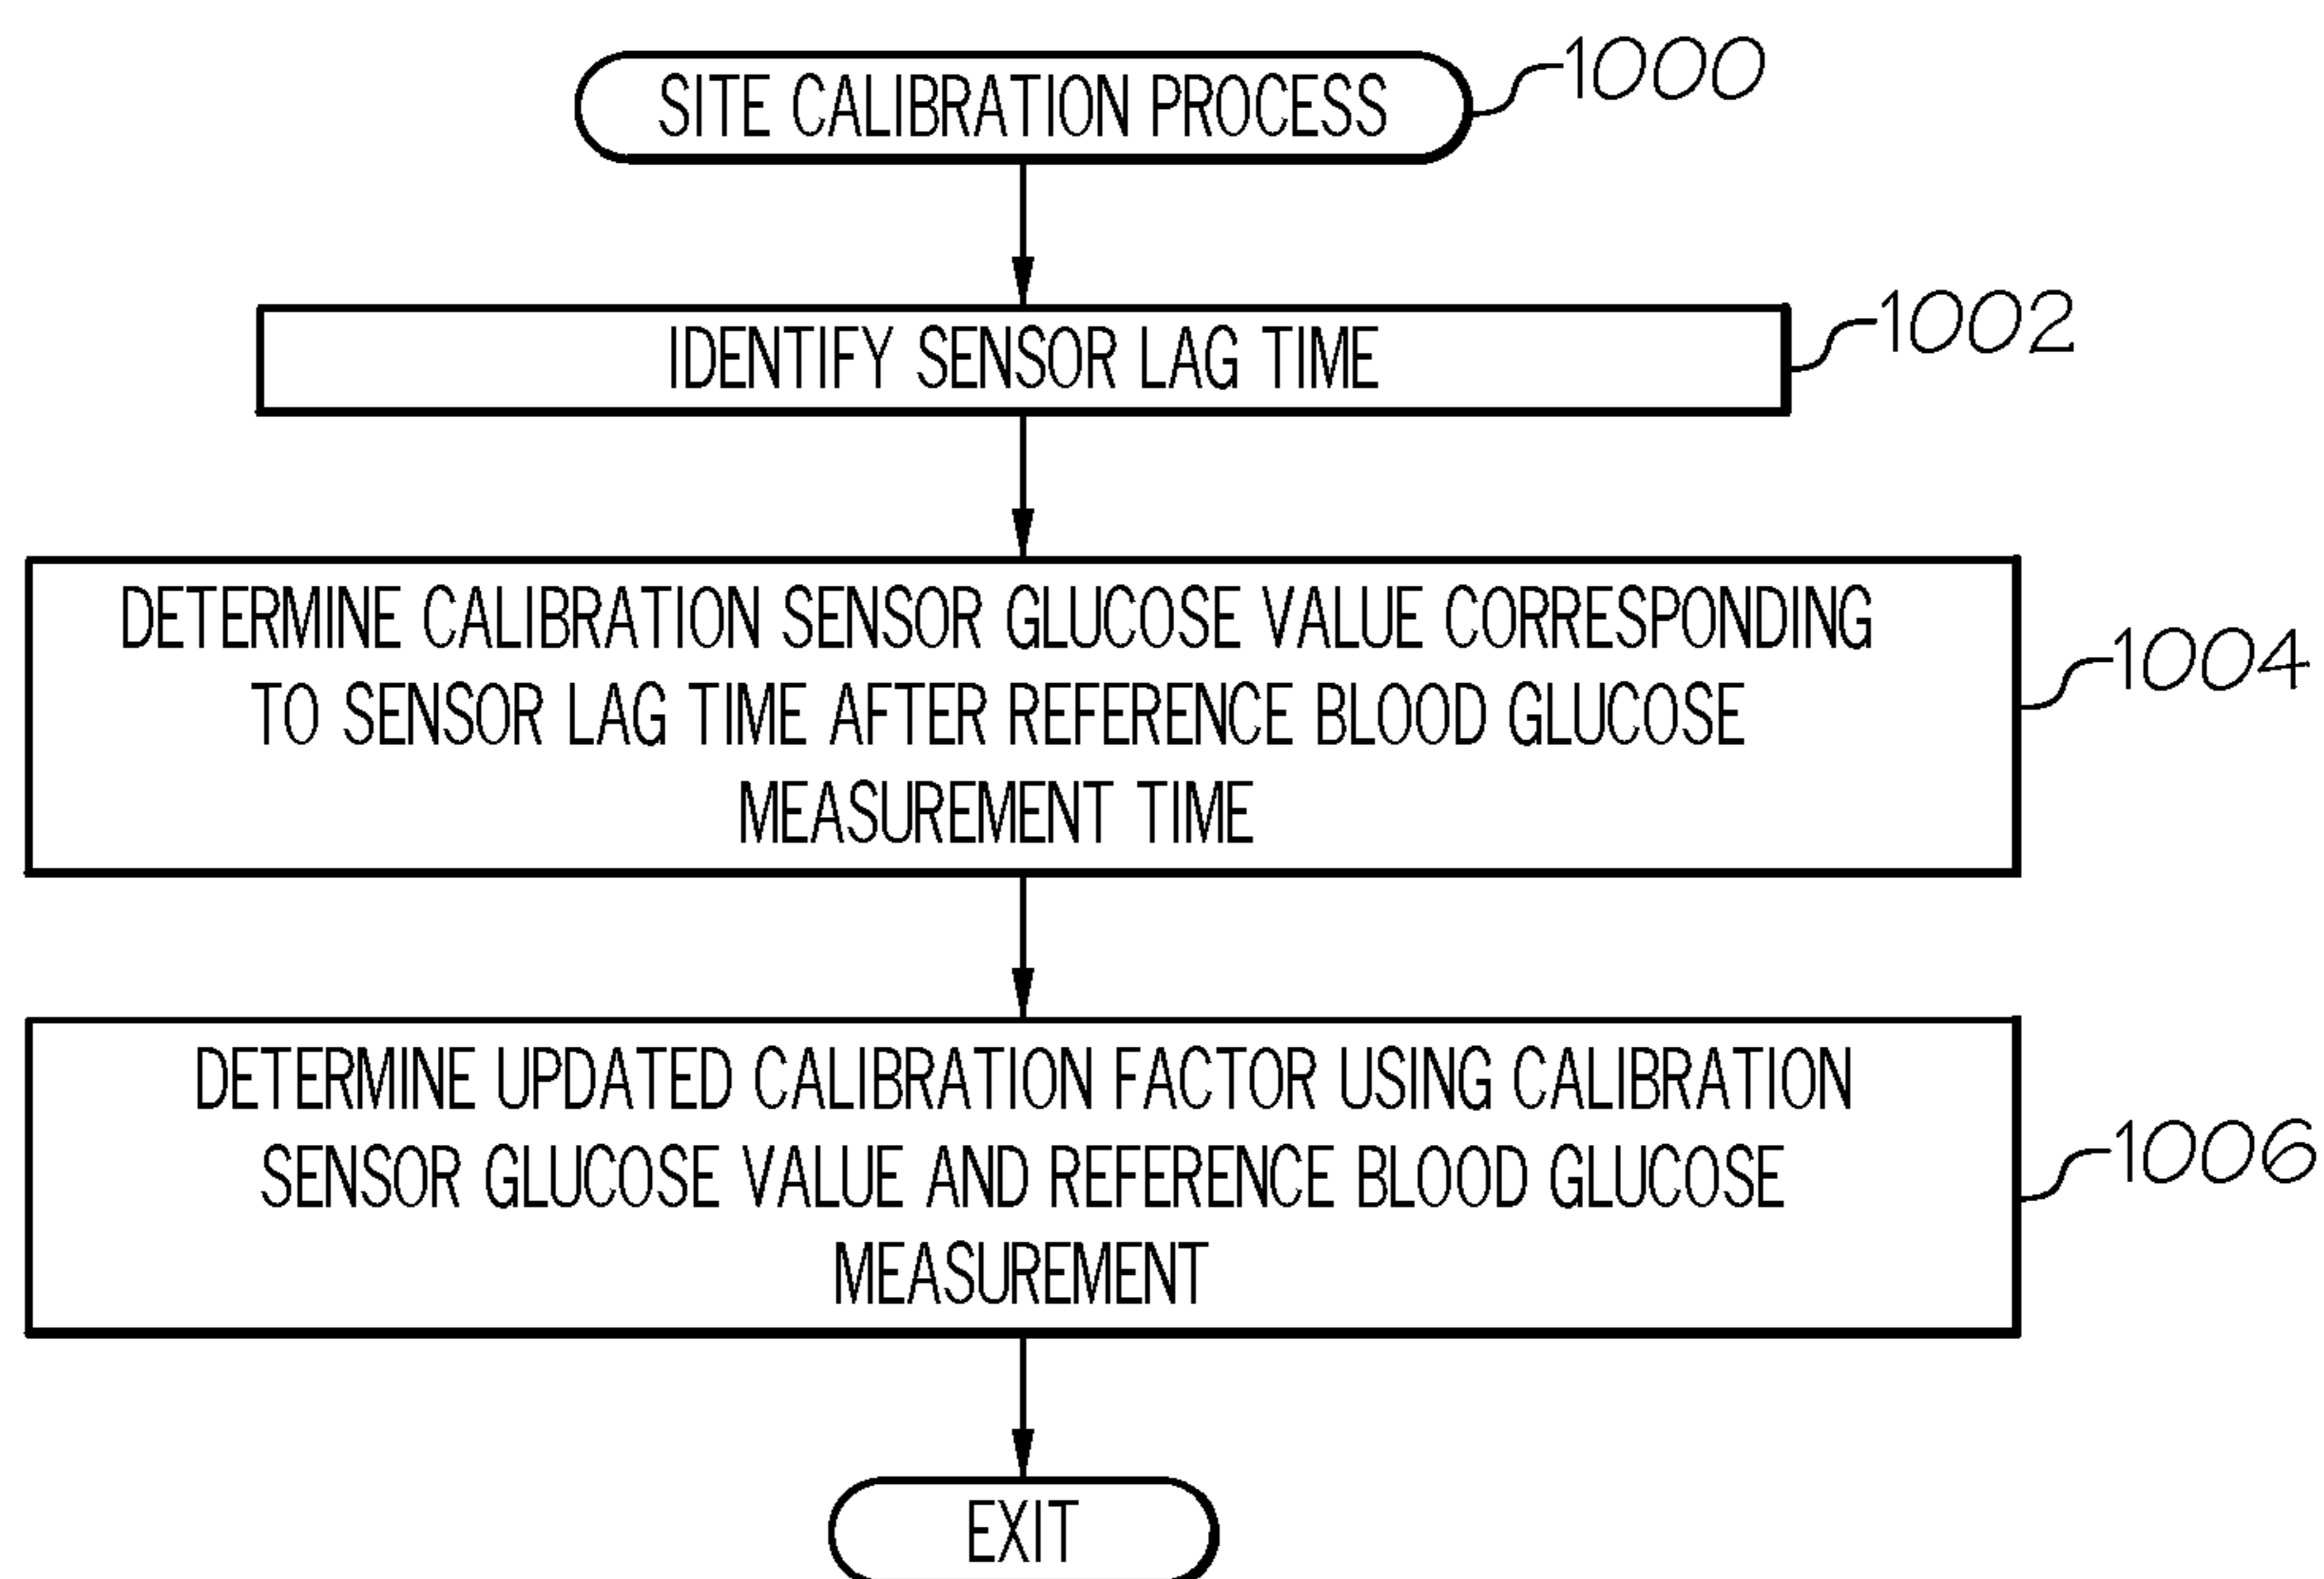 SITE CALIBRATION PROCESS
1000
IDENTIFY SENSOR LAG TIME
1002
DETERMINE CALIBRATION SENSOR GLUCOSE VALUE CORRESPONDING
TO SENSOR LAG TIME AFTER REFERENCE BLOOD GLUCOSE
MEASUREMENT TIME
1004
DETERMINE UPDATED CALIBRATION FACTOR USING CALIBRATION
SENSOR GLUCOSE VALUE AND REFERENCE BLOOD GLUCOSE
MEASUREMENT
1006
EXIT